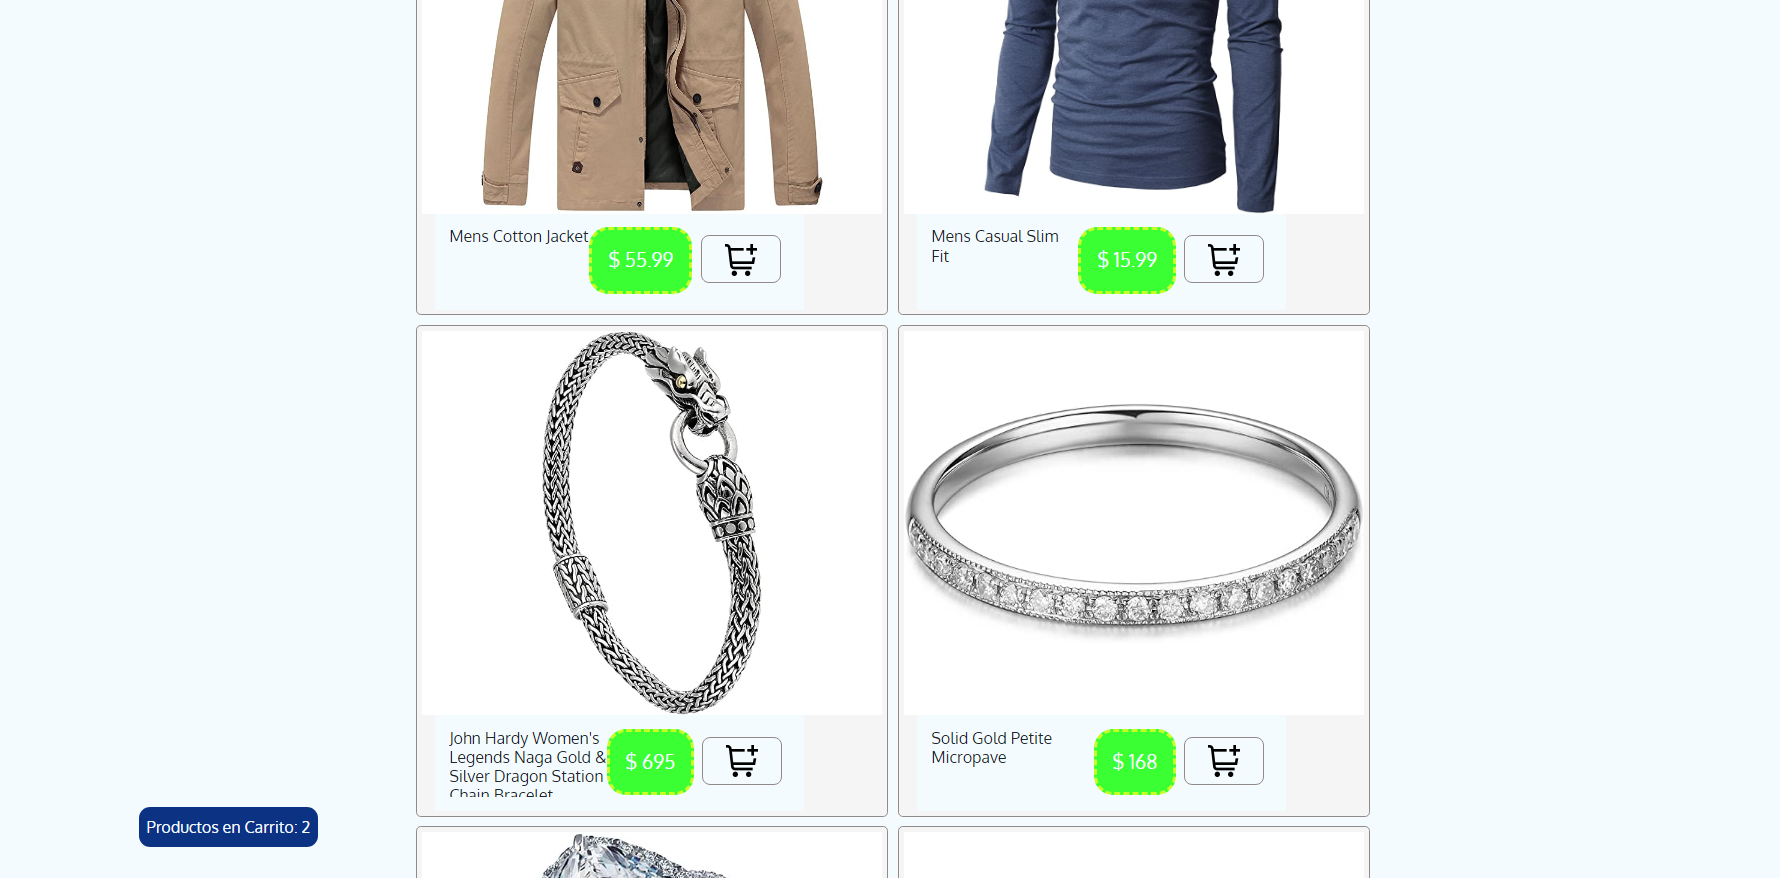 Mens Cotton Jacket
$ 55.99
Mens Casual Slim
Fit
$ 15.99
John Hardy Women's
Legends Naga Gold &
Silver Dragon Station
Chain Bracelet
$ 695
Solid Gold Petite
Micropave
$ 168
Productos en Carrito: 2